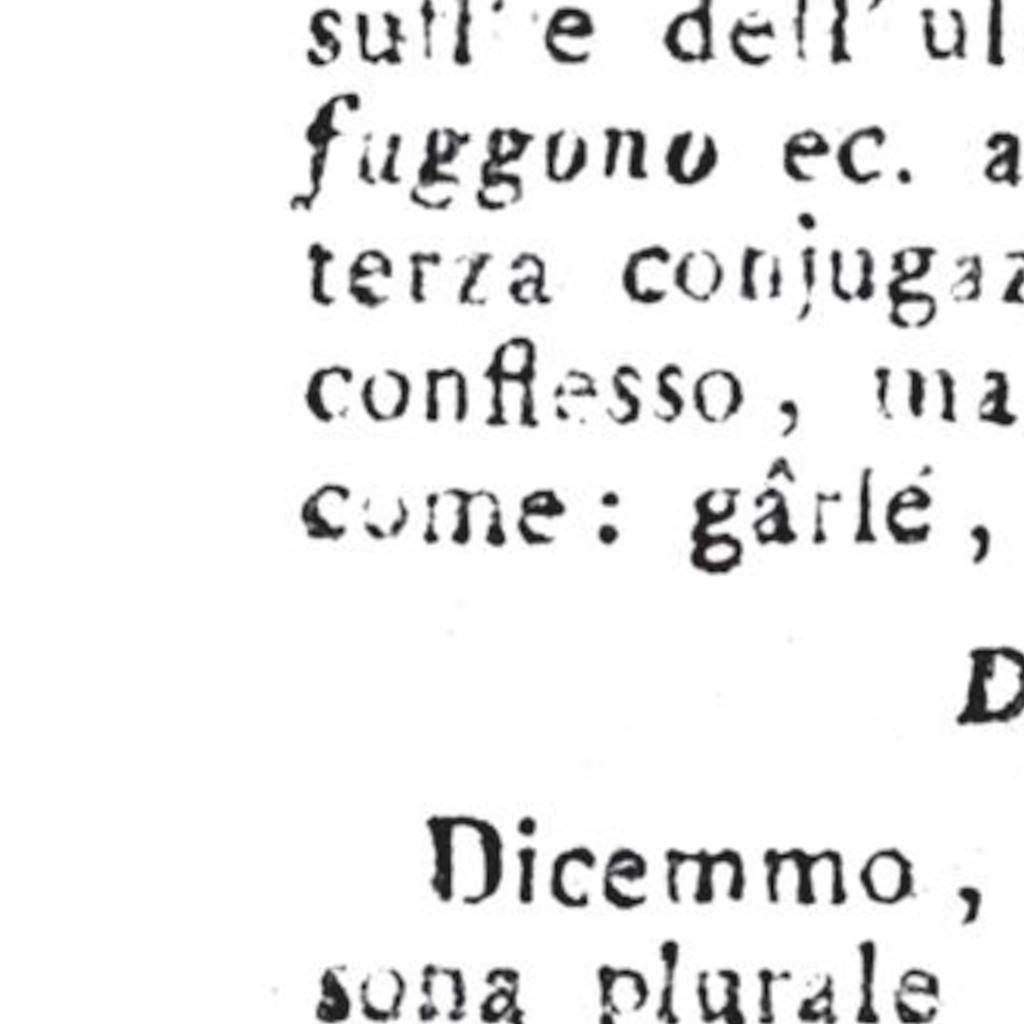 sull'e dell' ul
fuggono ec. a
terza conjugaz
conflesso, ma
come: gârlé,
D
Dicemmo,
sona plurale